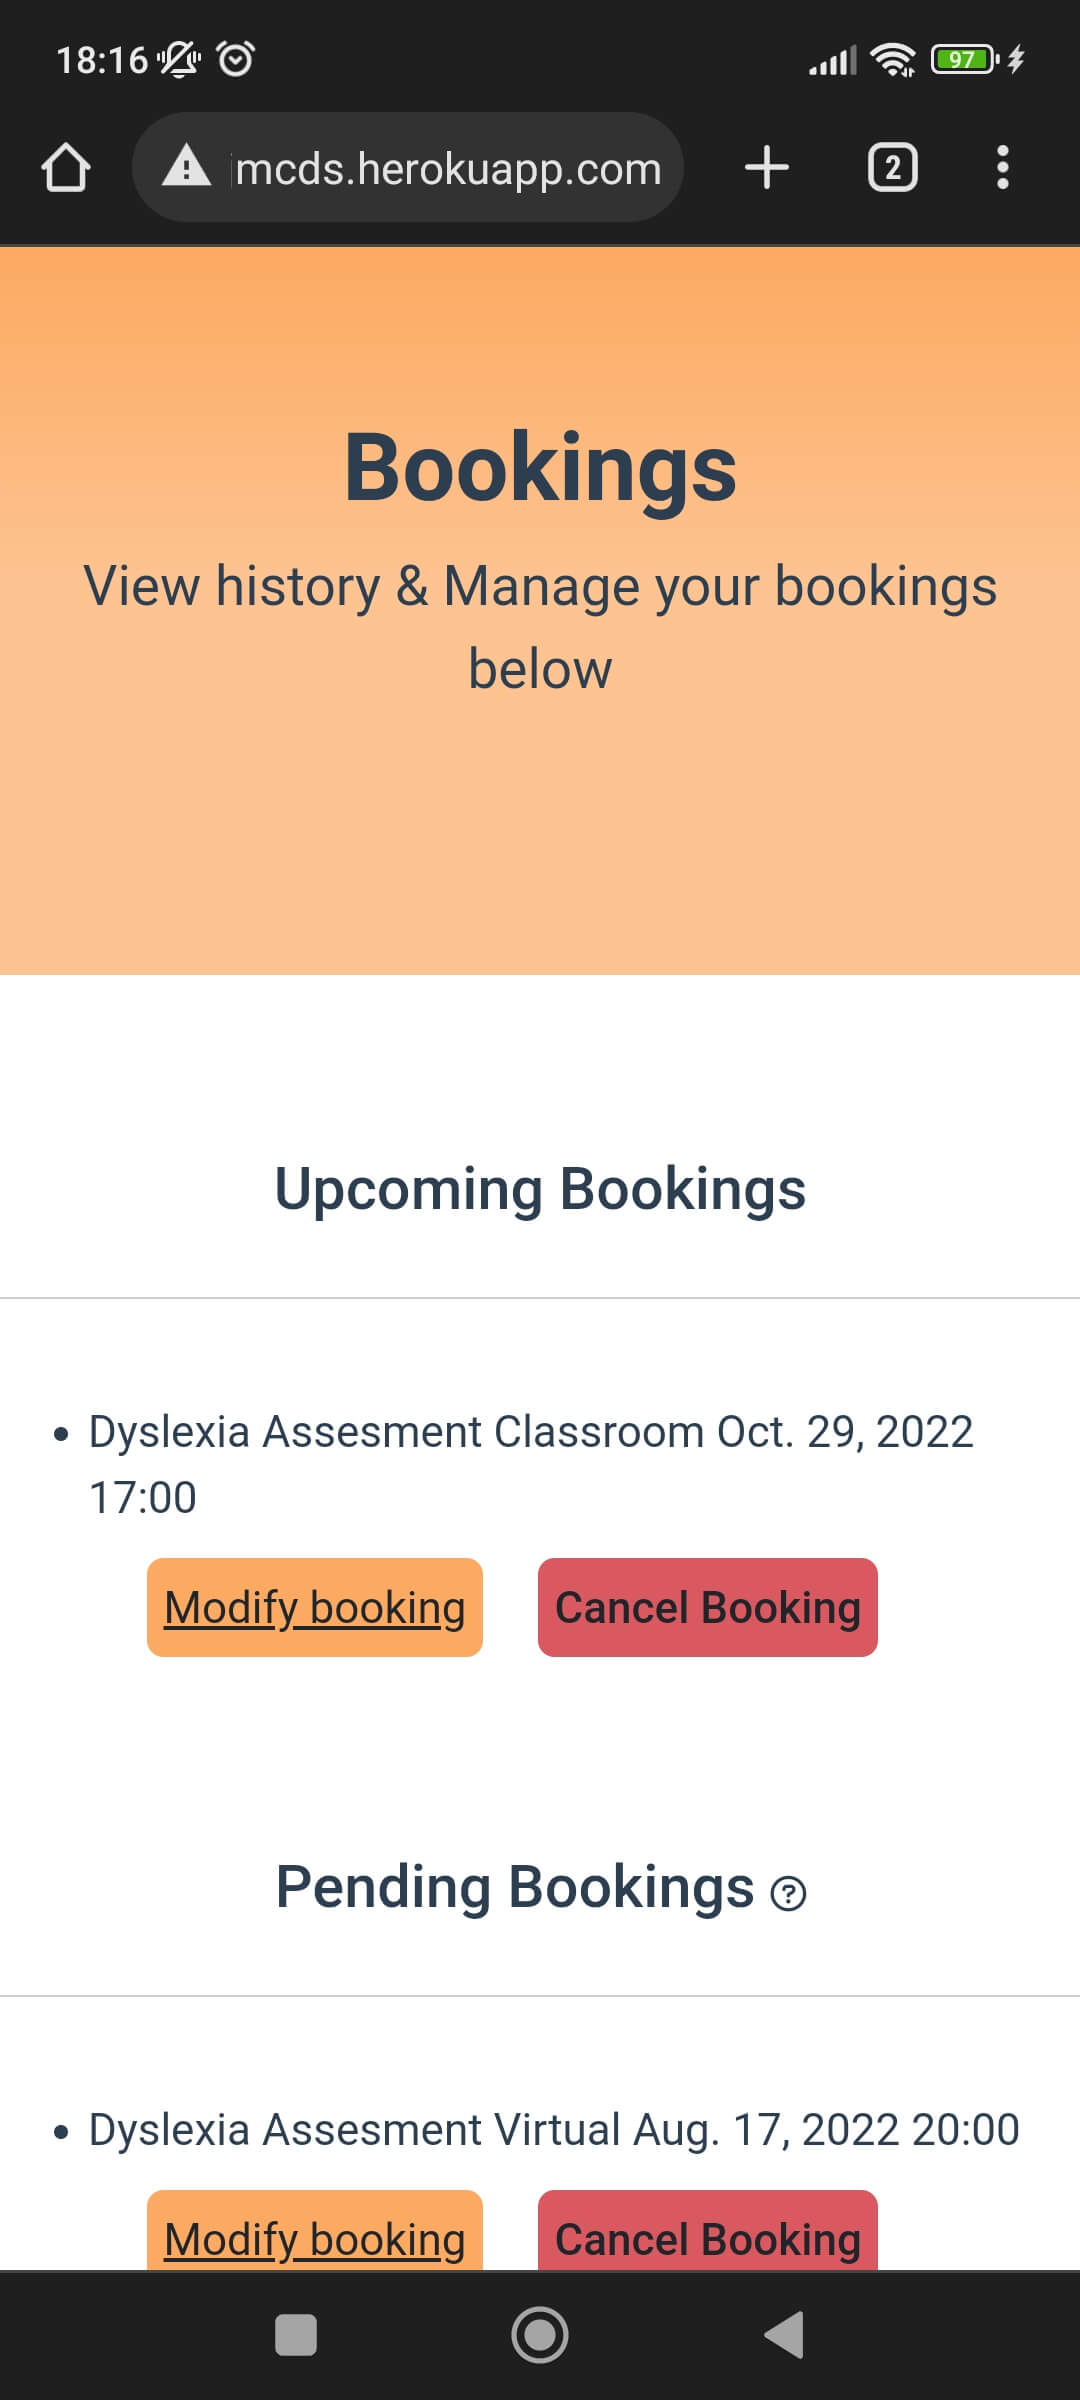 18:16
97
mcds.herokuapp.com
2
Bookings
View history & Manage your bookings
below
Upcoming Bookings
Dyslexia Assesment Classroom Oct. 29, 2022
17:00
Modify booking Cancel Booking
Pending Bookings
Dyslexia Assesment Virtual Aug. 17, 2022 20:00
Modify booking Cancel Booking